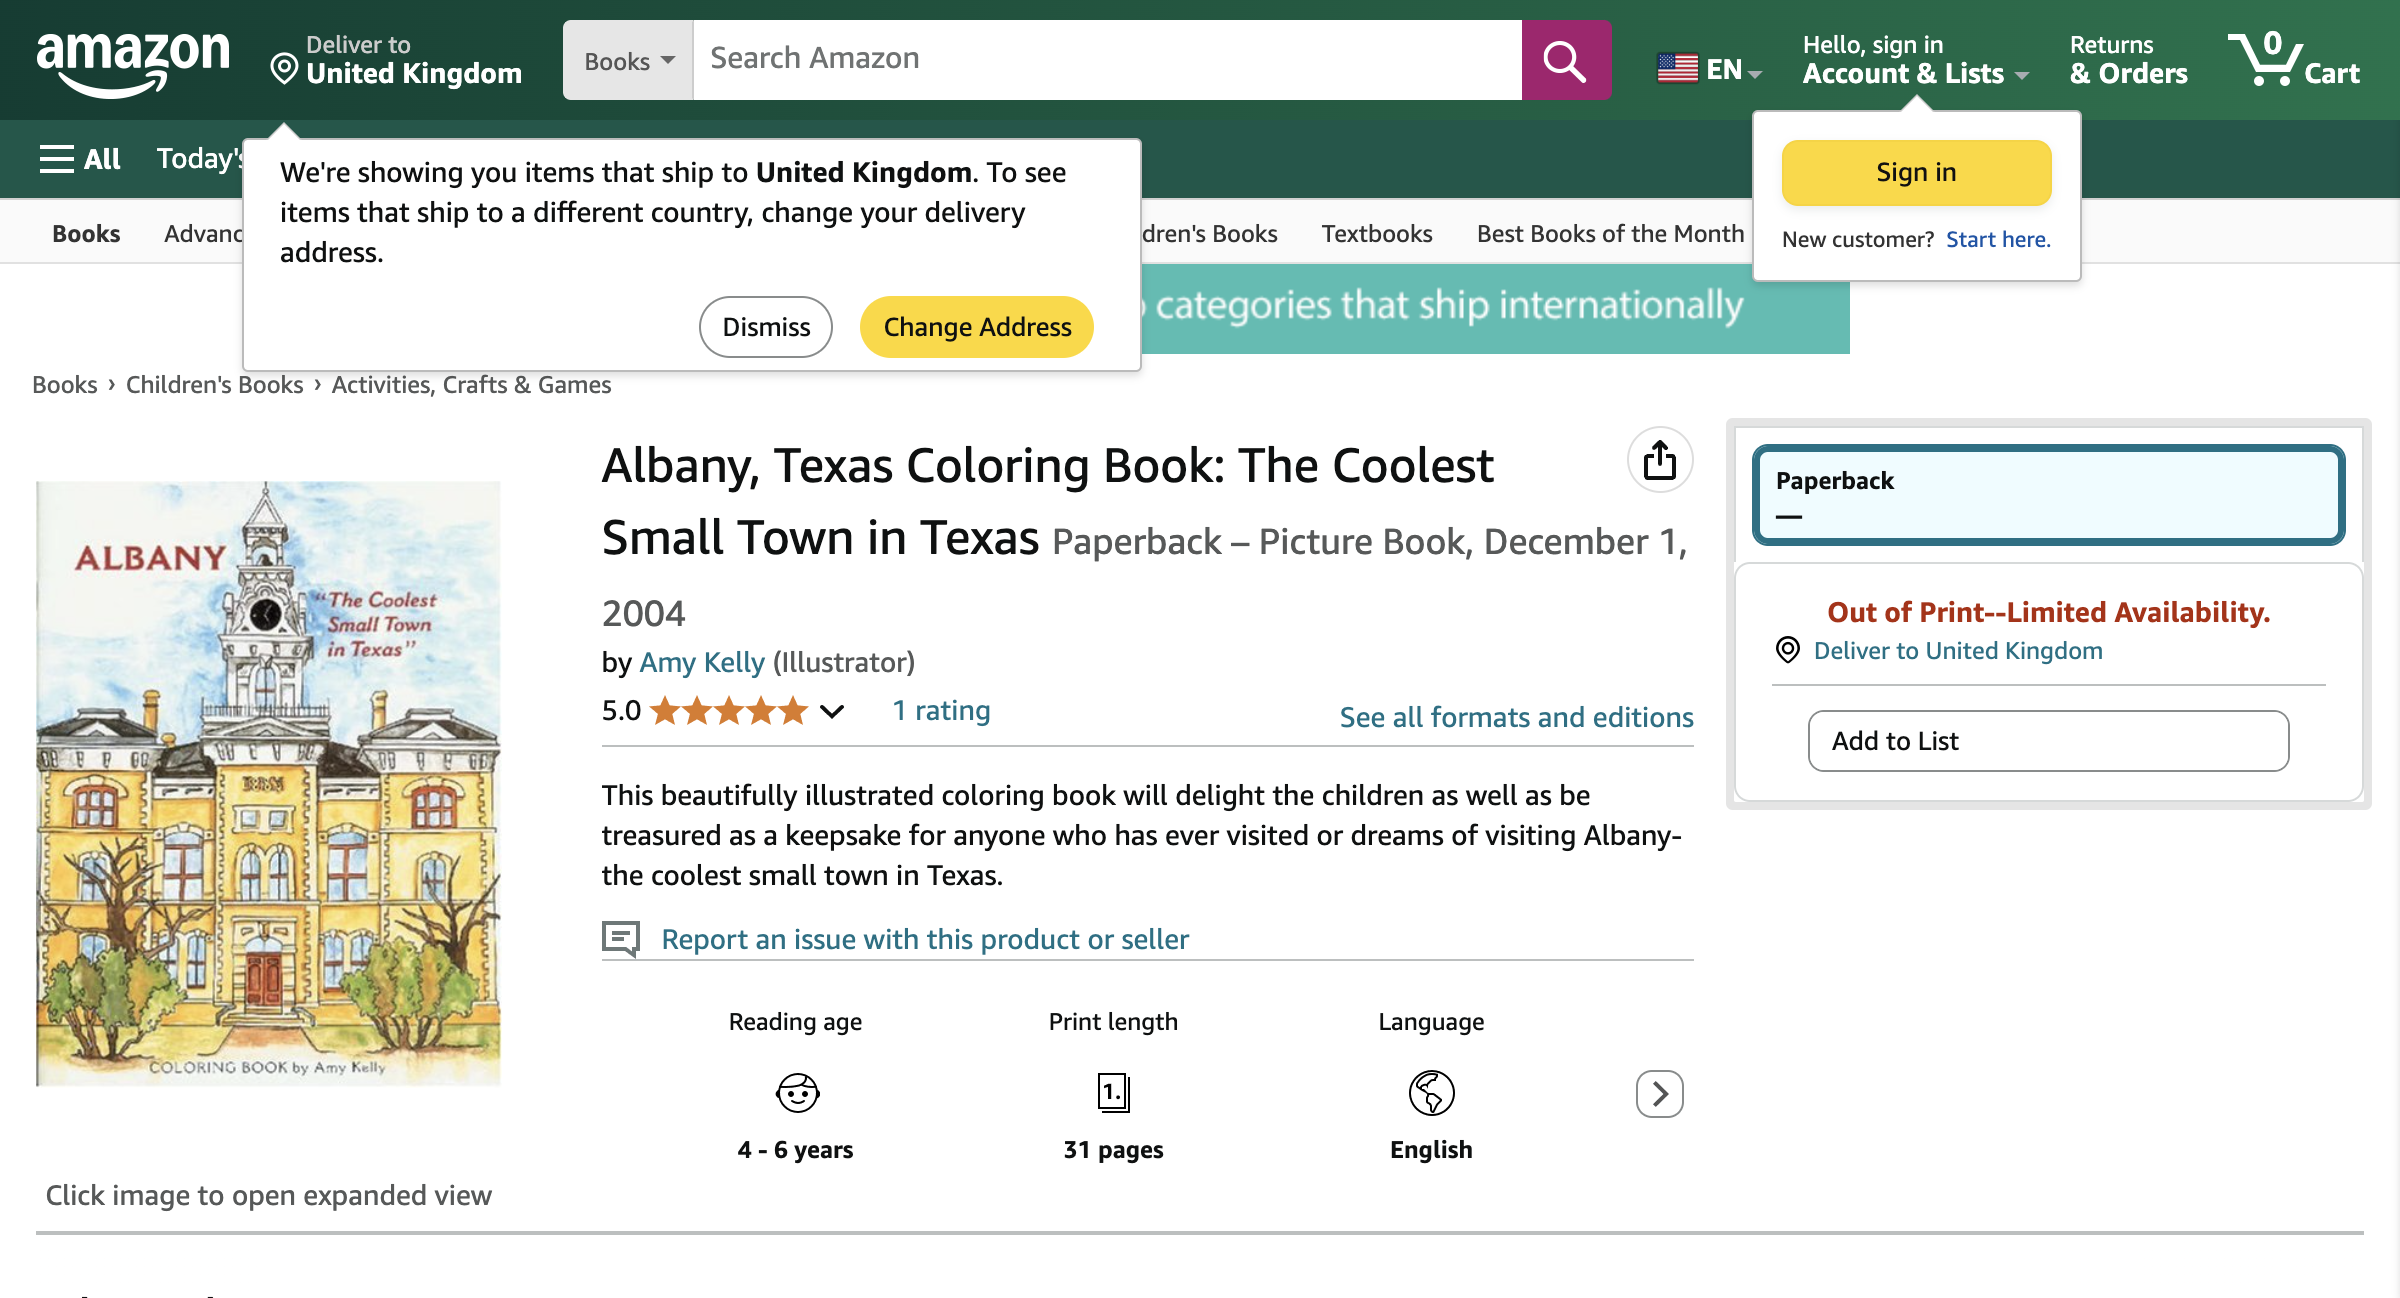 amazon
Deliver to
United Kingdom
Books
Search Amazon
EN
Hello, sign in
Account & Lists
Returns
& Orders
0
Cart
All
Today's
We're showing you items that ship to United Kingdom. To see
items that ship to a different country, change your delivery
address.
Dismiss
Change Address
Sign in
New customer? Start here.
Books
Textbooks
Best Books of the Month
categories that ship internationally
Books › Children's Books › Activities, Crafts & Games
ALBANY
"The Coolest
Small Town
in Texas"
COLORING BOOK by Amy Kelly
Click image to open expanded view
Albany, Texas Coloring Book: The Coolest
Small Town in Texas Paperback – Picture Book, December 1,
2004
by Amy Kelly (Illustrator)
5.0
1 rating
See all formats and editions
This beautifully illustrated coloring book will delight the children as well as be
treasured as a keepsake for anyone who has ever visited or dreams of visiting Albany-
the coolest small town in Texas.
Report an issue with this product or seller
Reading age
4 - 6 years
Print length
1.
31 pages
Language
English
Paperback
—
Out of Print--Limited Availability.
Deliver to United Kingdom
Add to List